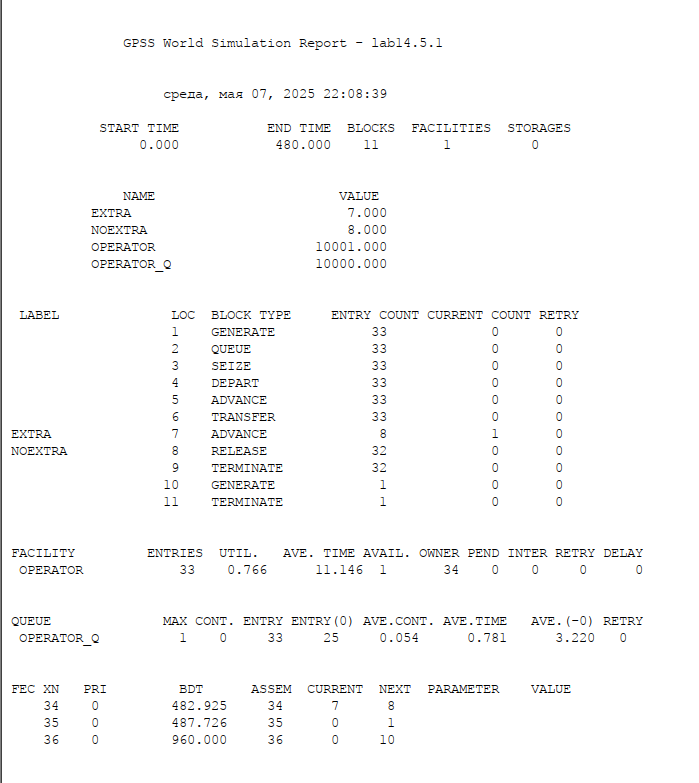 GPSS World Simulation Report - lab14.5.1
среда, мая 07, 2025 22:08:39
START TIME END TIME BLOCKS FACILITIES STORAGES
0.000 480.000 11 1 0
NAME VALUE
EXTRA 7.000
NOEXTRA 8.000
OPERATOR 10001.000
OPERATOR_Q 10000.000
LABEL LOC BLOCK TYPE ENTRY COUNT CURRENT COUNT RETRY
1 GENERATE 33 0 0
2 QUEUE 33 0 0
3 SEIZE 33 0 0
4 DEPART 33 0 0
5 ADVANCE 33 0 0
6 TRANSFER 33 0 0
EXTRA 7 ADVANCE 8 1 0
NOEXTRA 8 RELEASE 32 0 0
9 TERMINATE 32 0 0
10 GENERATE 1 0 0
11 TERMINATE 1 0 0
FACILITY ENTRIES UTIL. AVE. TIME AVAIL. OWNER PEND INTER RETRY DELAY
OPERATOR 33 0.766 11.146 1 34 0 0 0 0
QUEUE MAX CONT. ENTRY ENTRY(0) AVE.CONT. AVE.TIME AVE.(-0) RETRY
OPERATOR_Q 1 0 33 25 0.054 0.781 3.220 0
FEC XN PRI BDT ASSEM CURRENT NEXT PARAMETER VALUE
34 0 482.925 34 7 8
35 0 487.726 35 0 1
36 0 960.000 36 0 10